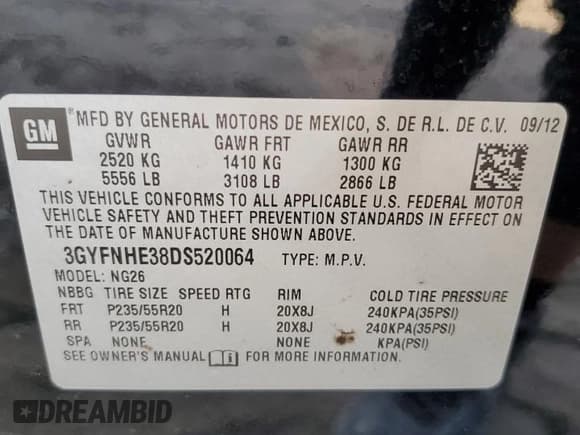 GM
® MFD BY GENERAL MOTORS DE MEXICO, S. DE R.L. DE C.V. 09/12
GVWR GAWR FRT GAWR RR
2520 KG 1410 KG 1300 KG
5556 LB 3108 LB 2866 LB
THIS VEHICLE CONFORMS TO ALL APPLICABLE U.S. FEDERAL MOTOR
VEHICLE SAFETY AND THEFT PREVENTION STANDARDS IN EFFECT ON
THE DATE OF MANUFACTURE SHOWN ABOVE.
3GYFNHE38DS520064 TYPE: M.P.V.
MODEL: NG26
NBBG TIRE SIZE SPEED RTG RIM COLD TIRE PRESSURE
FRT P235/55R20 H 20X8J 240KPA(35PSI)
RR P235/55R20 H 20X8J 240KPA(35PSI)
SPA NONE NONE KPA(PSI)
SEE OWNER'S MANUAL i FOR MORE INFORMATION.
DREAMBID